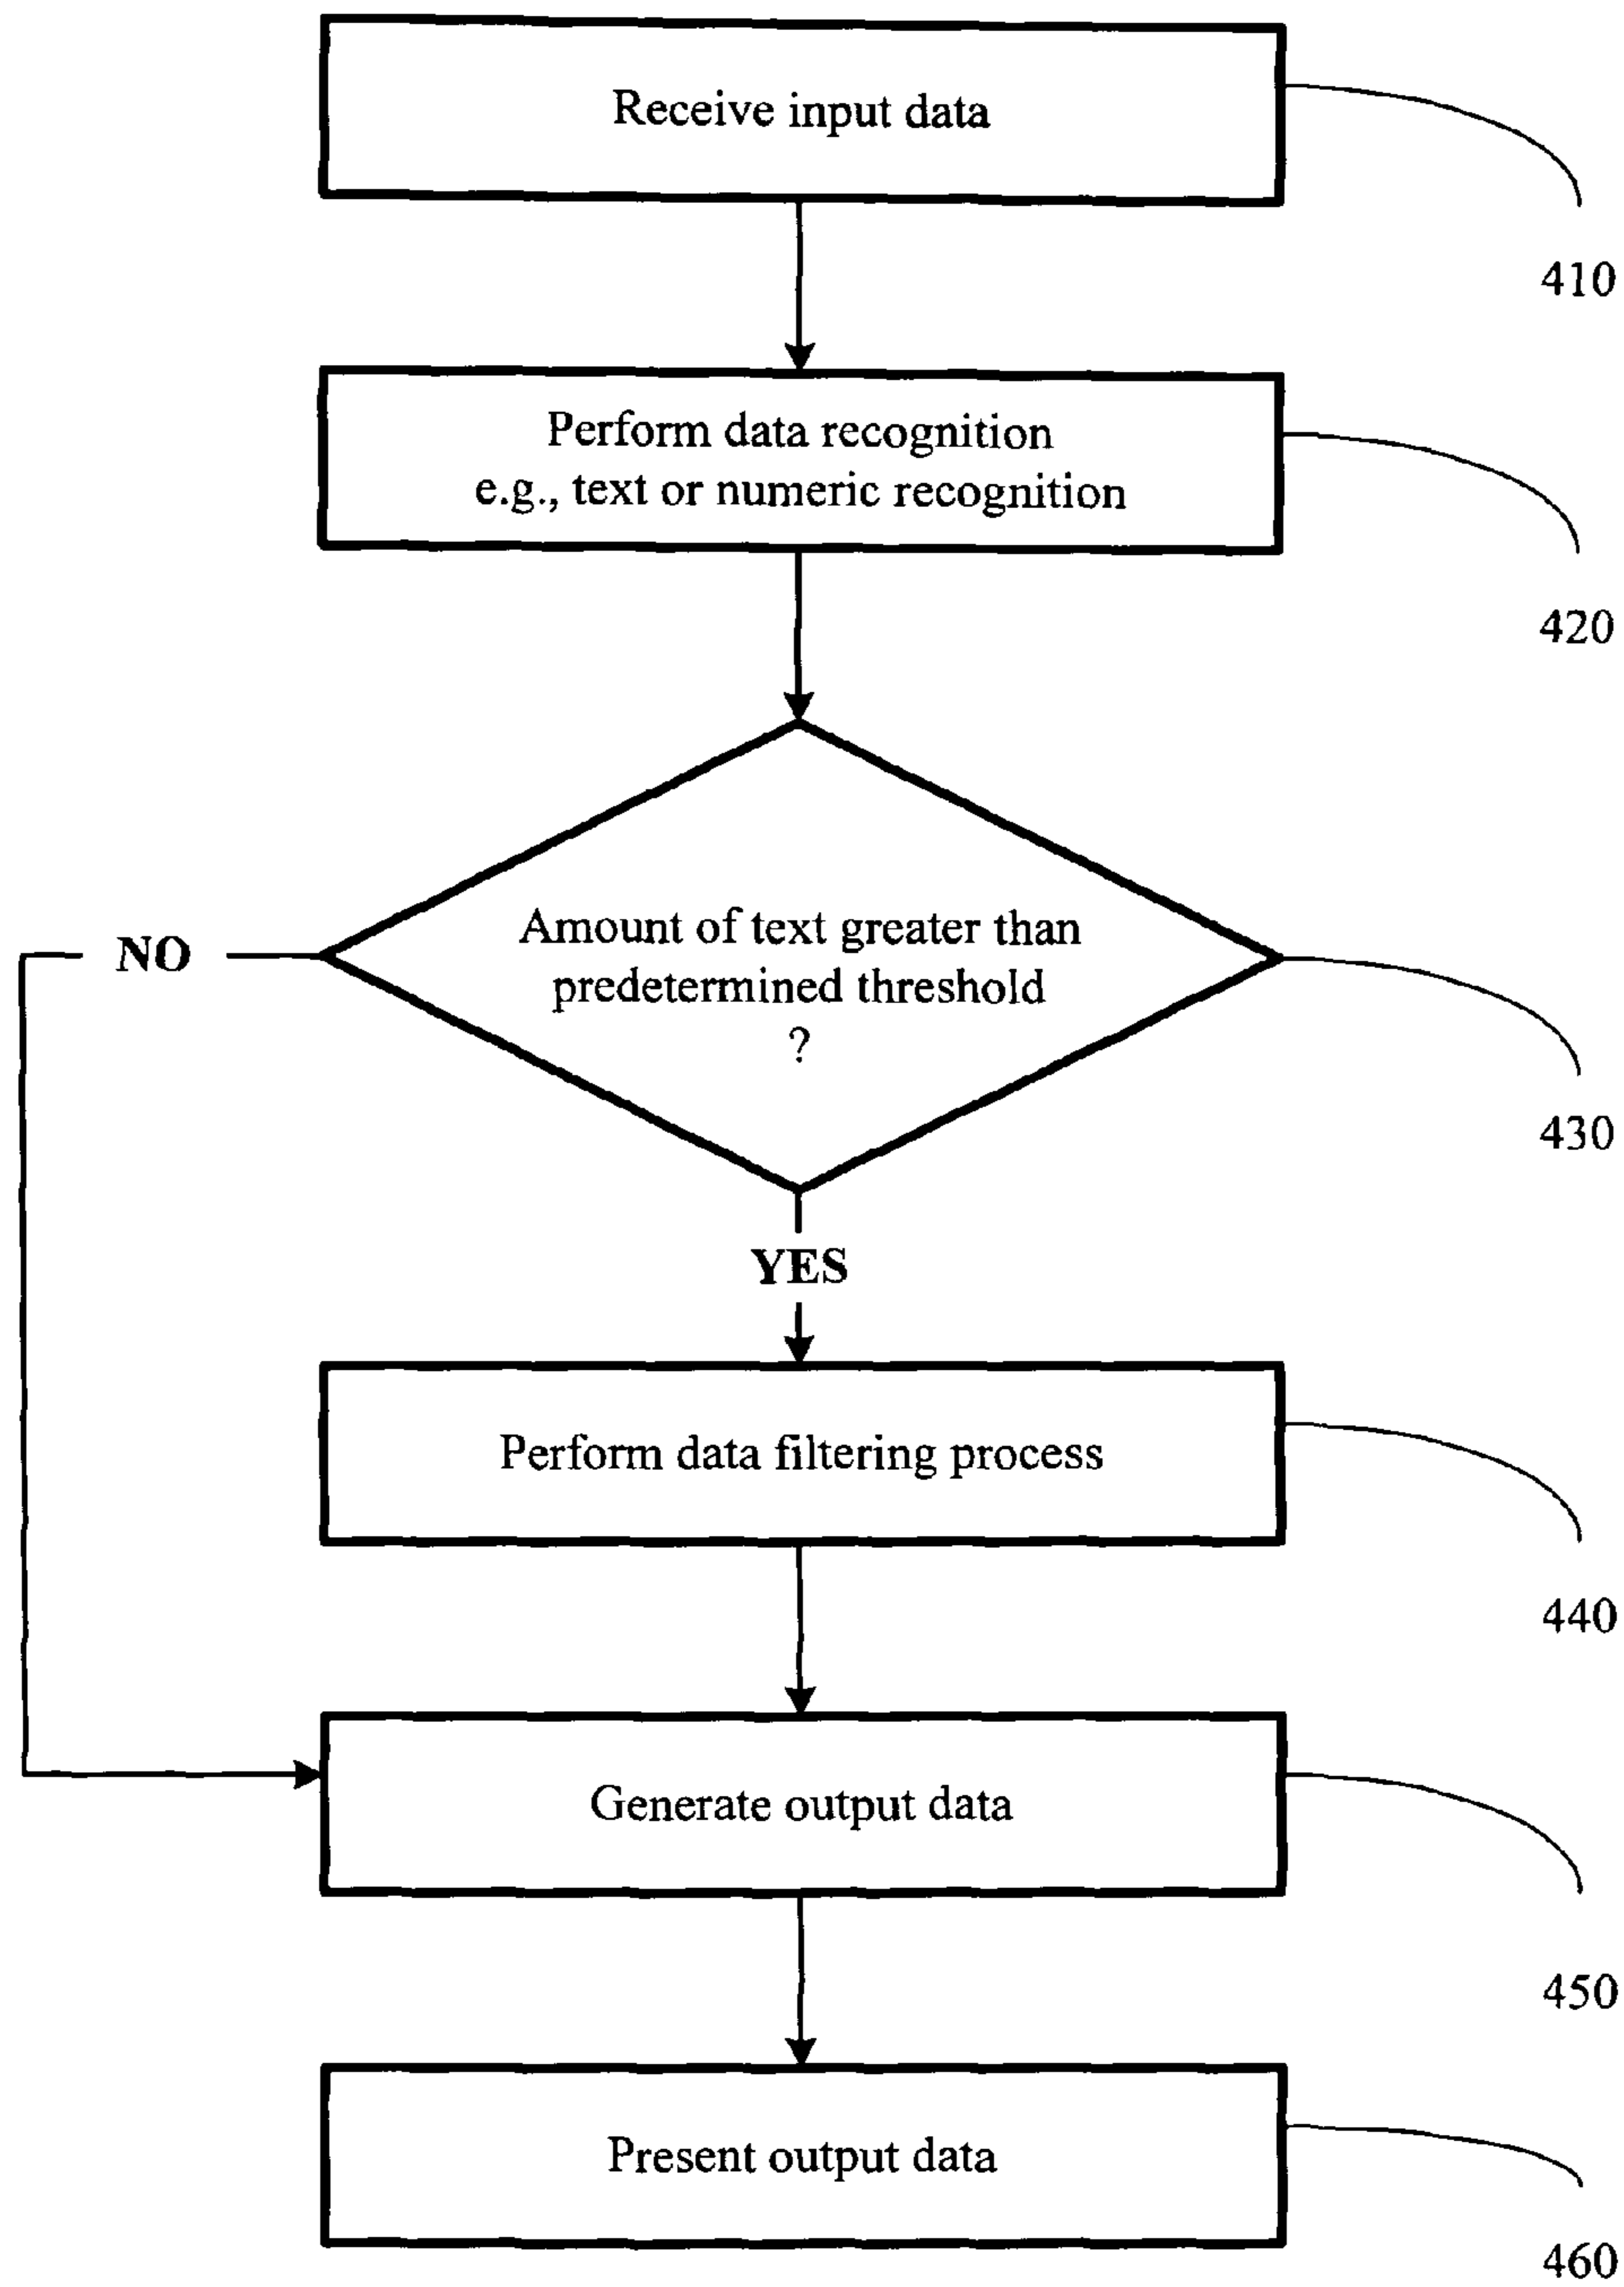 Receive input data
410
Perform data recognition
e.g., text or numeric recognition
420
Amount of text greater than
predetermined threshold
?
NO
430
YES
Perform data filtering process
440
Generate output data
450
Present output data
460